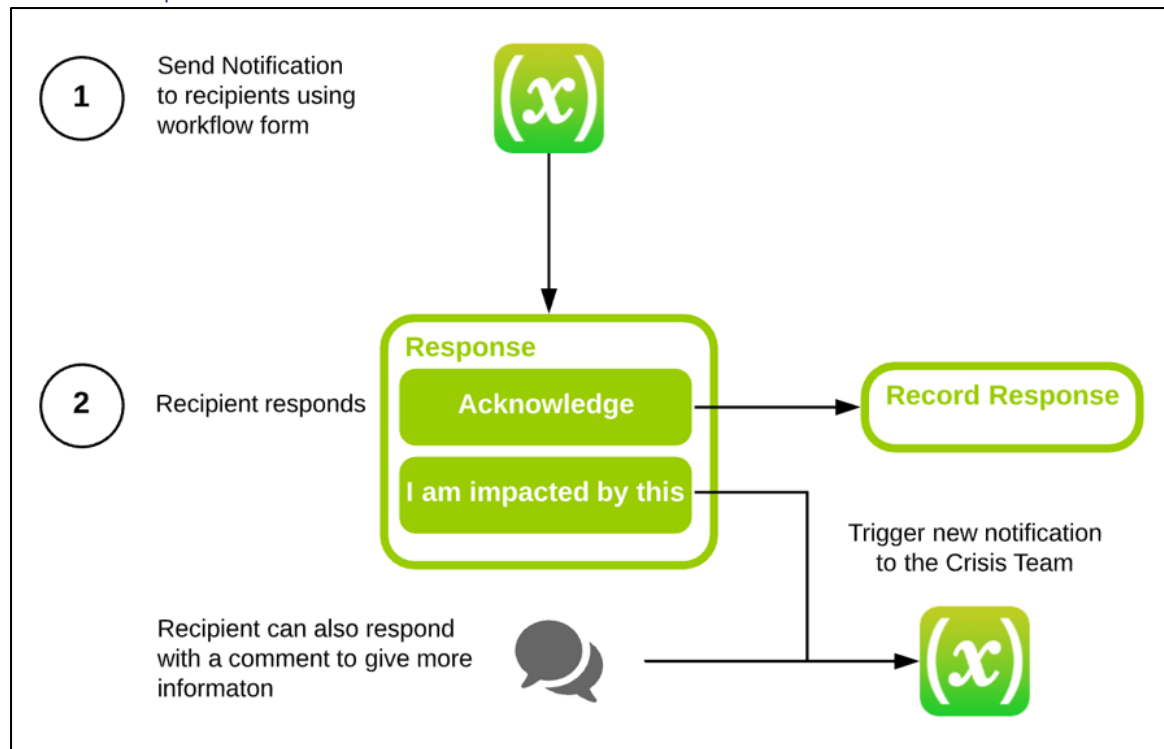 1
Send Notification
to recipients using
workflow form
(x)
2
Recipient responds
Response
Acknowledge
I am impacted by this
Record Response
Trigger new notification
to the Crisis Team
Recipient can also respond
with a comment to give more
informaton
(x)